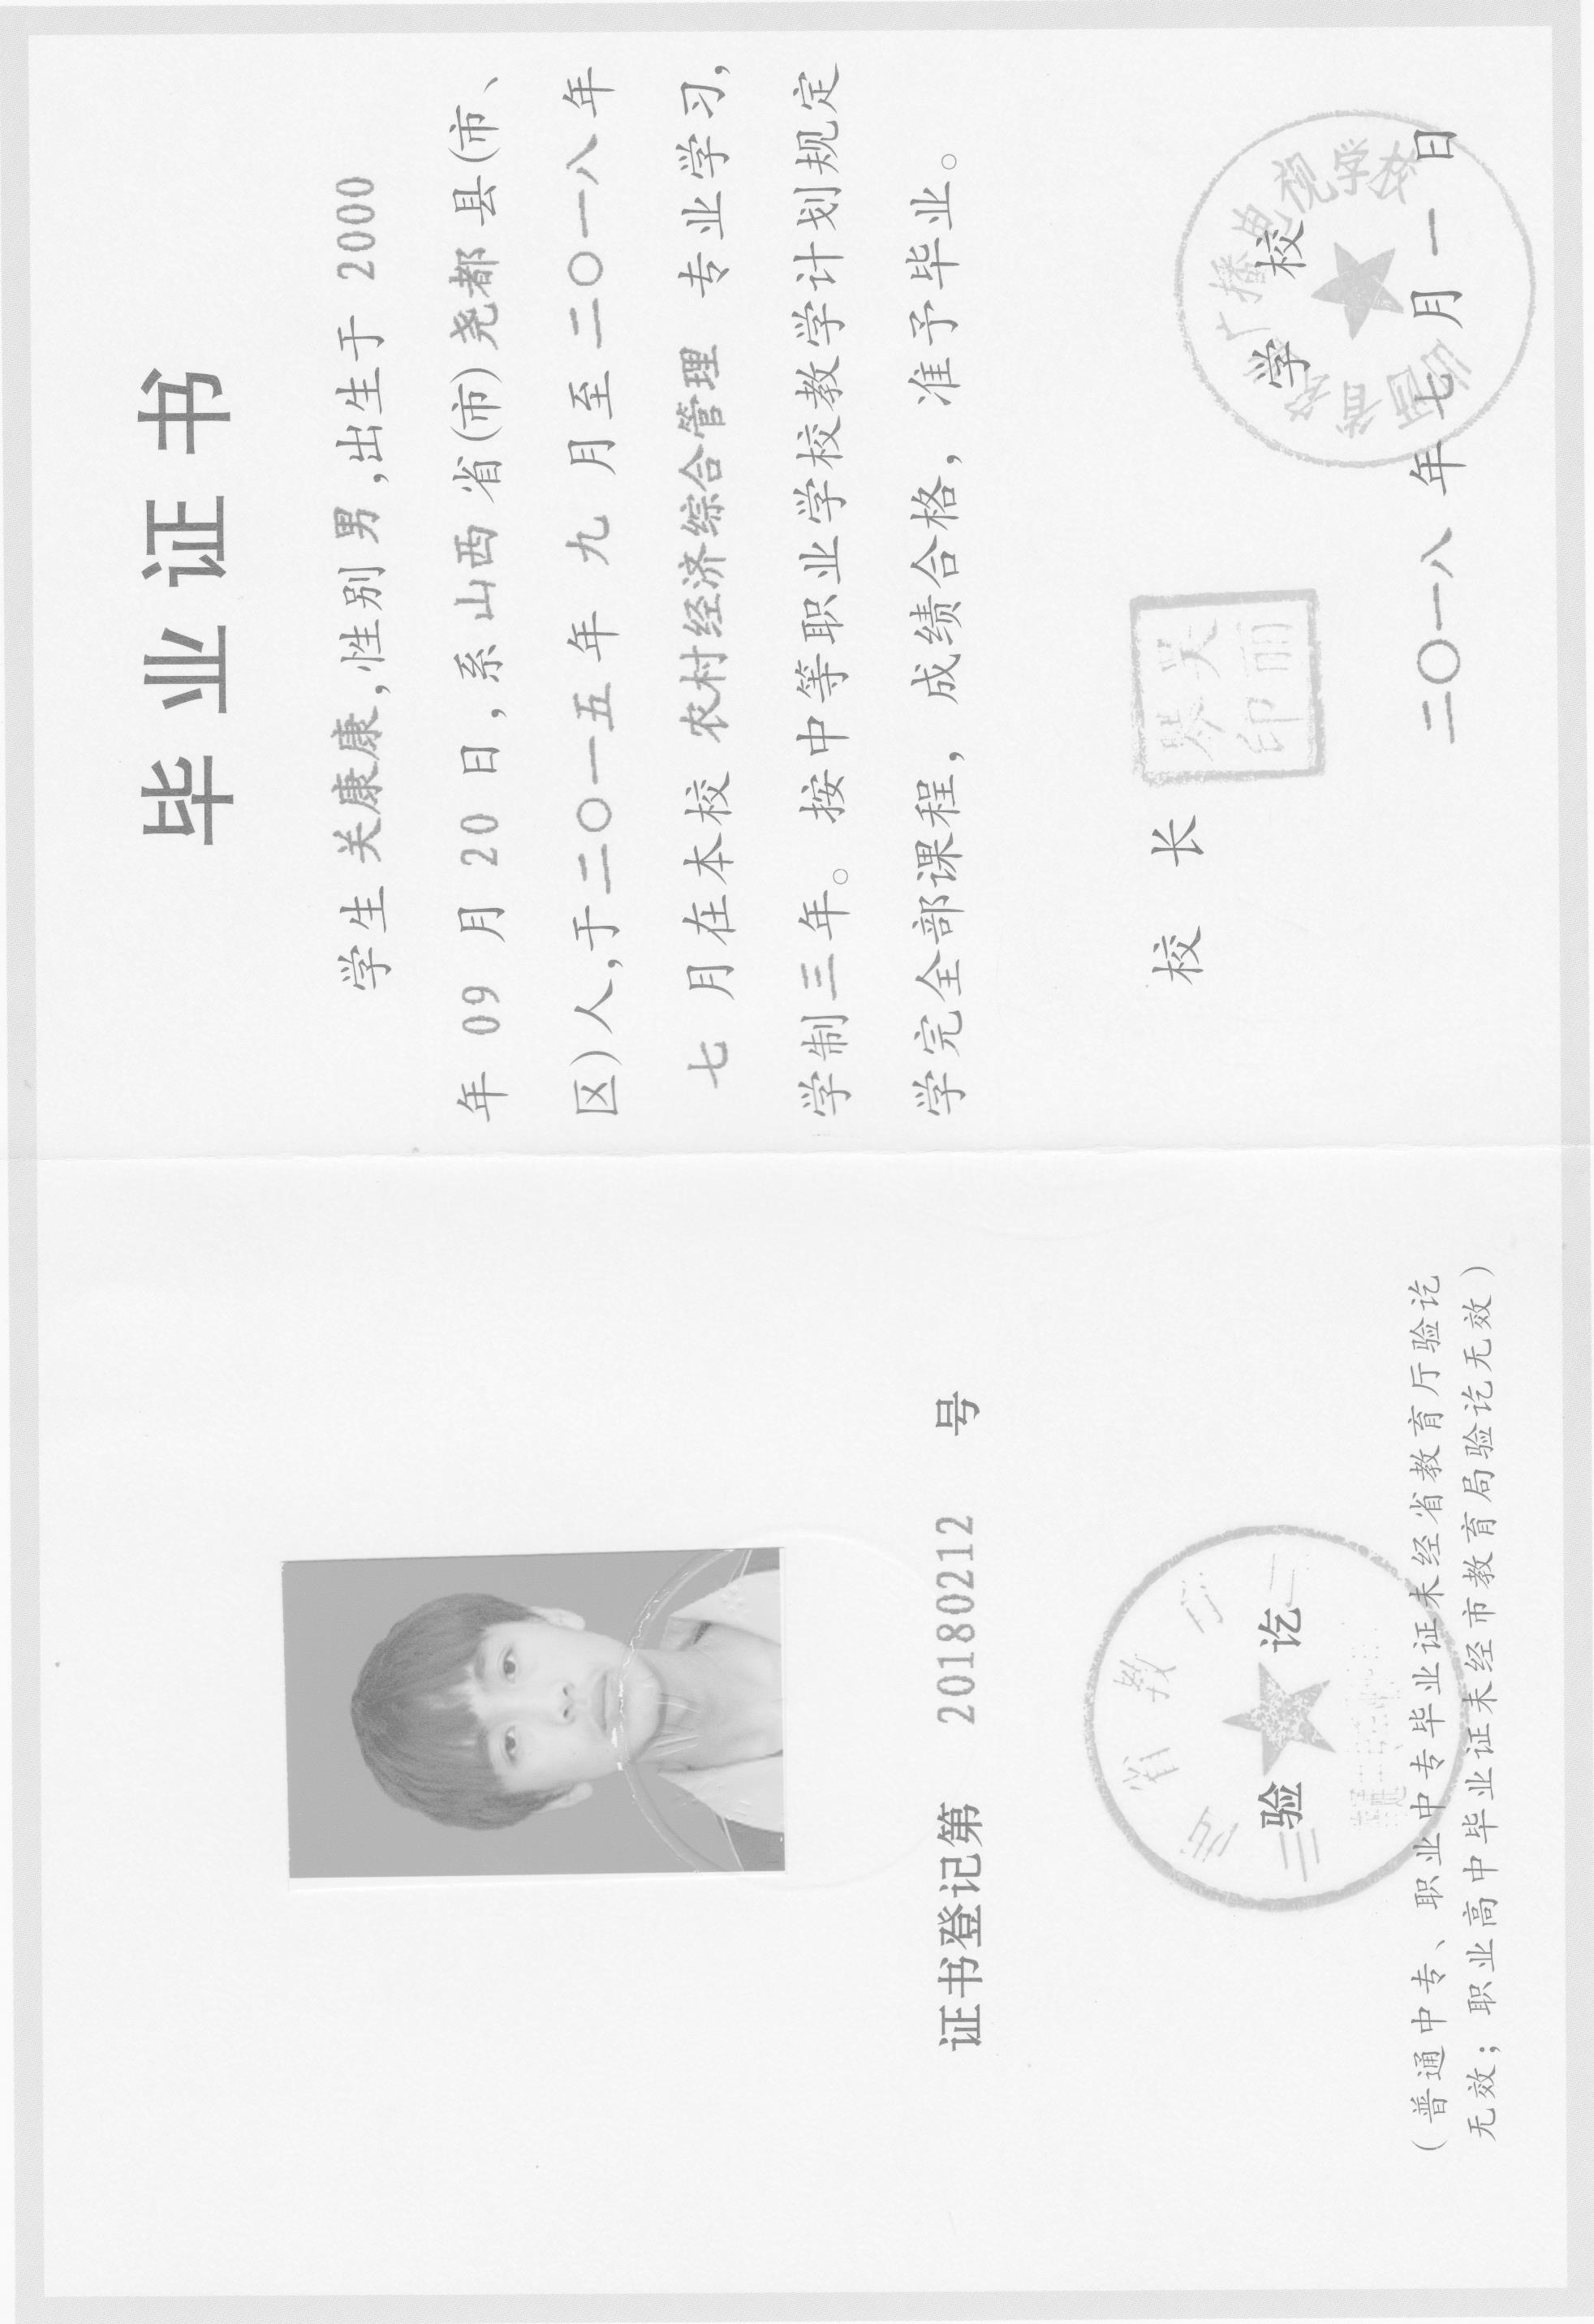 证书登记第 20180212 号
验 讫
(普通中专、职业中专毕业证未经省教育厅验讫
无效；职业高中毕业证未经市教育局验讫无效)
毕业证书
学生 关康康,性别 男 ,出生于 2000
年 09 月 20 日,系 山西 省(市)尧都县(市、
区)人,于二〇一五 年 九 月至二〇一八年
七 月在本校 农村经济综合管理 专业学习,
学制三年。按中等职业学校教学计划规定
学完全部课程，成绩合格，准予毕业。
校 长
学 校
二〇一八 年 七 月 一 日